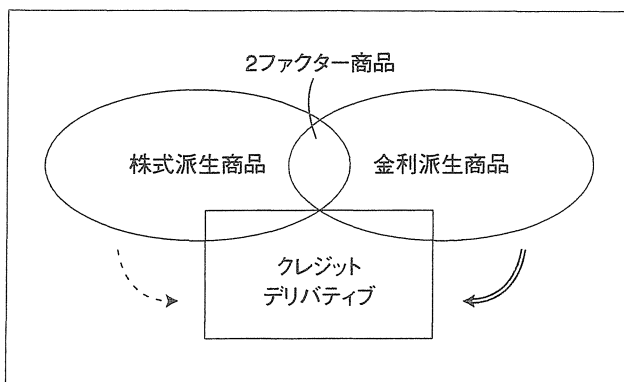 2ファクター商品
株式派生商品
金利派生商品
クレジット
デリバティブ